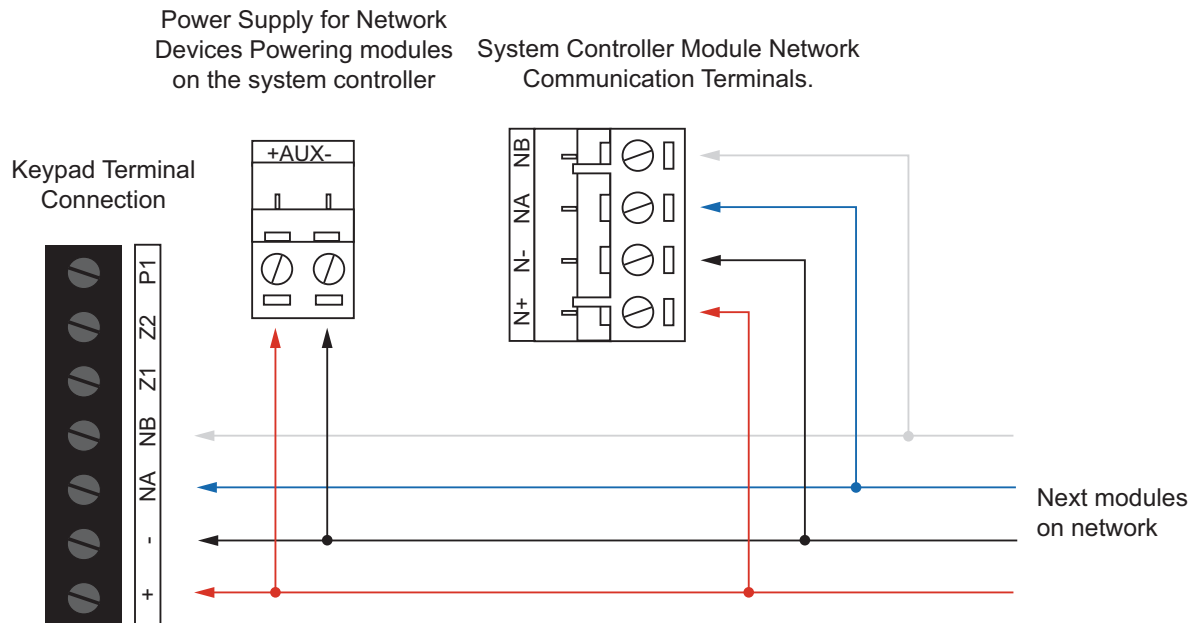 Power Supply for Network
Devices Powering modules
on the system controller
System Controller Module Network
Communication Terminals.
Keypad Terminal
Connection
+AUX-
NB
NA
N-
N+
P1
Z2
Z1
NB
NA
-
+
Next modules
on network